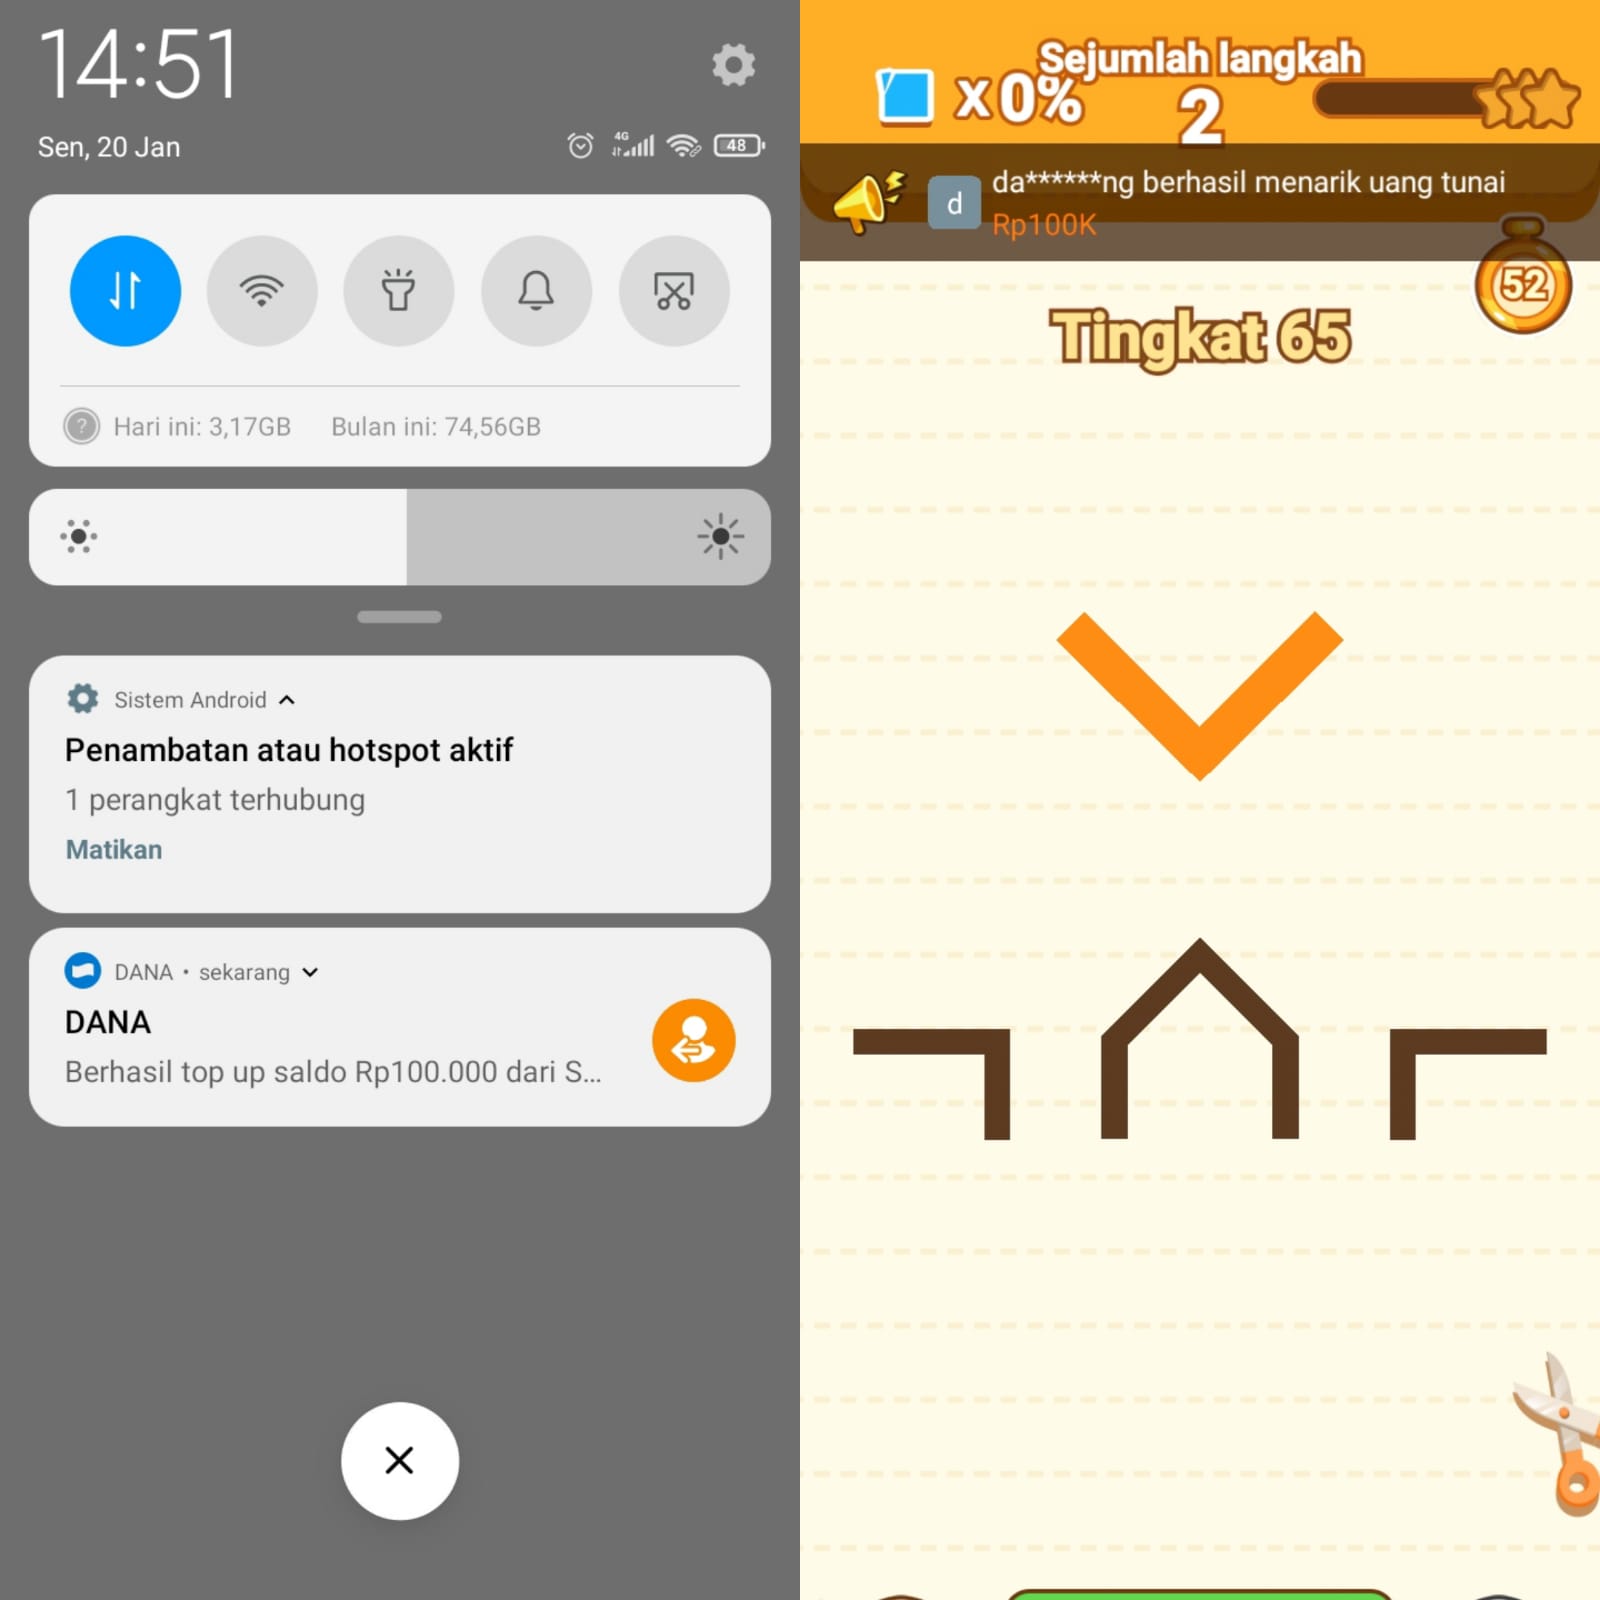 14:51
Sen, 20 Jan
4G
48
Hari ini: 3,17GB Bulan ini: 74,56GB
Sistem Android
Penambatan atau hotspot aktif
1 perangkat terhubung
Matikan
DANA • sekarang
DANA
Berhasil top up saldo Rp100.000 dari S...
Sejumlah langkah
x0%
2
d
da******ng berhasil menarik uang tunai
Rp100K
52
Tingkat 65